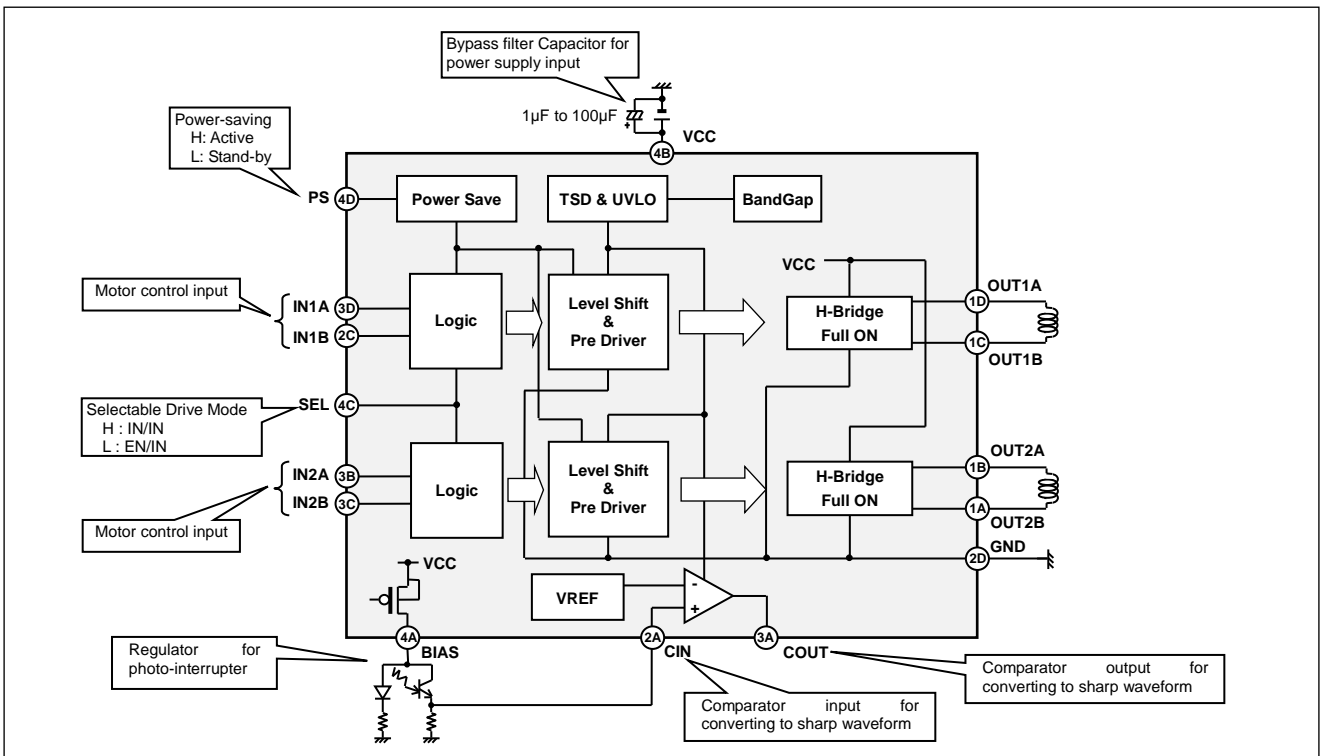 Bypass filter Capacitor for
power supply input
1µF to 100µF
+
VCC
4B
Power-saving
H: Active
L: Stand-by
PS
4D
Power Save
TSD & UVLO
BandGap
Motor control input
IN1A
3D
IN1B
2C
Logic
Level Shift
&
Pre Driver
VCC
H-Bridge
Full ON
1D
OUT1A
1C
OUT1B
Selectable Drive Mode
H : IN/IN
L : EN/IN
SEL
4C
IN2A
3B
IN2B
3C
Motor control input
Logic
Level Shift
&
Pre Driver
H-Bridge
Full ON
OUT2A
1B
1A
OUT2B
GND
2D
VCC
VREF
-
+
4A
BIAS
2A
CIN
3A
COUT
Regulator for
photo-interrupter
Comparator input for
converting to sharp waveform
Comparator output for
converting to sharp waveform